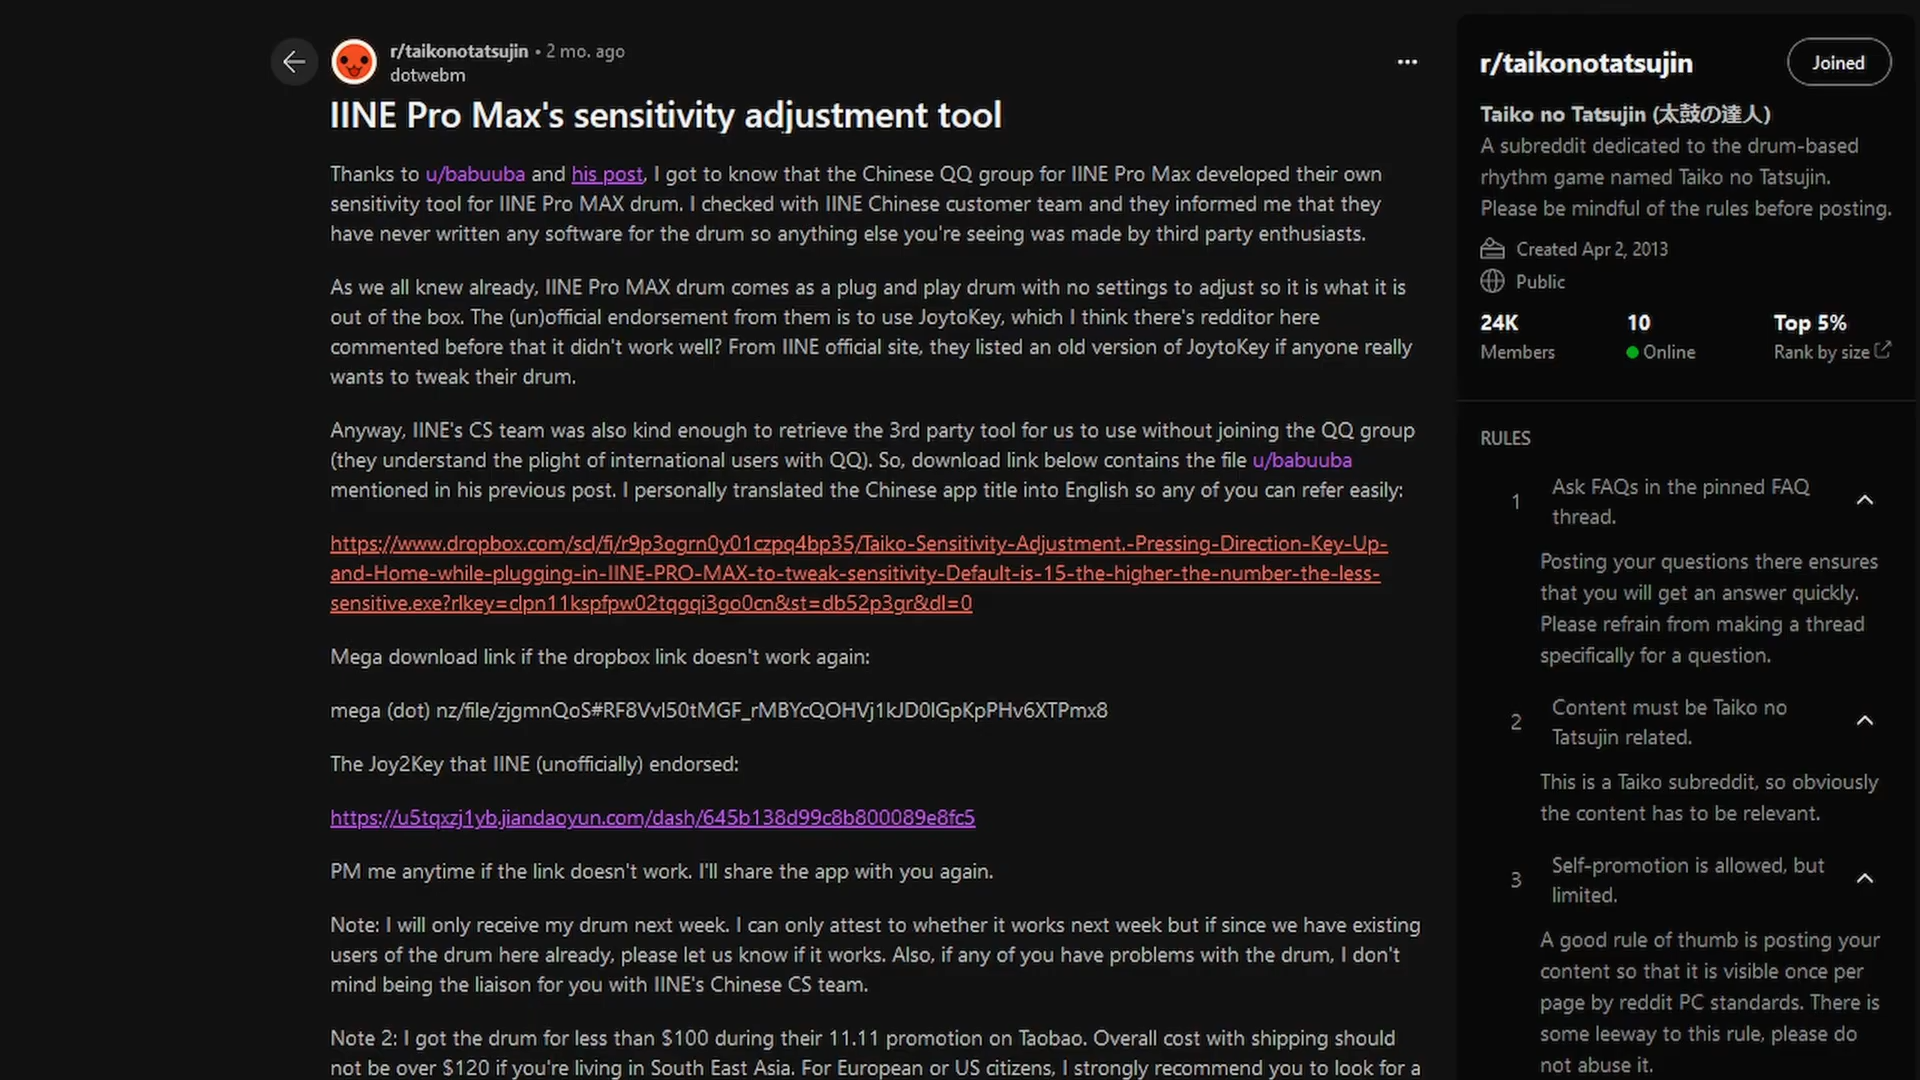 r/taikonotatsujin • 2 mo. ago
dotwebm
IINE Pro Max's sensitivity adjustment tool
Thanks to u/babuuba and his post, I got to know that the Chinese QQ group for IINE Pro Max developed their own
sensitivity tool for IINE Pro MAX drum. I checked with IINE Chinese customer team and they informed me that they
have never written any software for the drum so anything else you're seeing was made by third party enthusiasts.
As we all knew already, IINE Pro MAX drum comes as a plug and play drum with no settings to adjust so it is what it is
out of the box. The (un)official endorsement from them is to use JoytoKey, which I think there's redditor here
commented before that it didn't work well? From IINE official site, they listed an old version of JoytoKey if anyone really
wants to tweak their drum.
Anyway, IINE's CS team was also kind enough to retrieve the 3rd party tool for us to use without joining the QQ group
(they understand the plight of international users with QQ). So, download link below contains the file u/babuuba
mentioned in his previous post. I personally translated the Chinese app title into English so any of you can refer easily:
https://www.dropbox.com/scl/fi/r9p3ogrn0y01czpq4bp35/Taiko-Sensitivity-Adjustment.-Pressing-Direction-Key-Up-
and-Home-while-plugging-in-IINE-PRO-MAX-to-tweak-sensitivity-Default-is-15-the-higher-the-number-the-less-
sensitive.exe?rlkey=clpn11kspfpw02tqgqi3go0cn&st=db52p3gr&dl=0
Mega download link if the dropbox link doesn't work again:
mega (dot) nz/file/zjgmnQoS#RF8VvI50tMGF_rMBYcQOHVj1kJD0IGpKpPHv6XTPmx8
The Joy2Key that IINE (unofficially) endorsed:
https://u5tqxzj1yb.jiandaoyun.com/dash/645b138d99c8b800089e8fc5
PM me anytime if the link doesn't work. I'll share the app with you again.
Note: I will only receive my drum next week. I can only attest to whether it works next week but if since we have existing
users of the drum here already, please let us know if it works. Also, if any of you have problems with the drum, I don't
mind being the liaison for you with IINE's Chinese CS team.
Note 2: I got the drum for less than $100 during their 11.11 promotion on Taobao. Overall cost with shipping should
not be over $120 if you're living in South East Asia. For European or US citizens, I strongly recommend you to look for a
r/taikonotatsujin
Joined
Taiko no Tatsujin (太鼓の達人)
A subreddit dedicated to the drum-based
rhythm game named Taiko no Tatsujin.
Please be mindful of the rules before posting.
Created Apr 2, 2013
Public
24K 10 Top 5%
Members Online Rank by size
RULES
1 Ask FAQs in the pinned FAQ
thread.
Posting your questions there ensures
that you will get an answer quickly.
Please refrain from making a thread
specifically for a question.
2 Content must be Taiko no
Tatsujin related.
This is a Taiko subreddit, so obviously
the content has to be relevant.
3 Self-promotion is allowed, but
limited.
A good rule of thumb is posting your
content so that it is visible once per
page by reddit PC standards. There is
some leeway to this rule, please do
not abuse it.